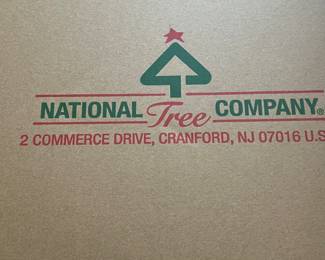 NATIONAL Tree COMPANY®
2 COMMERCE DRIVE, CRANFORD, NJ 07016 U.S